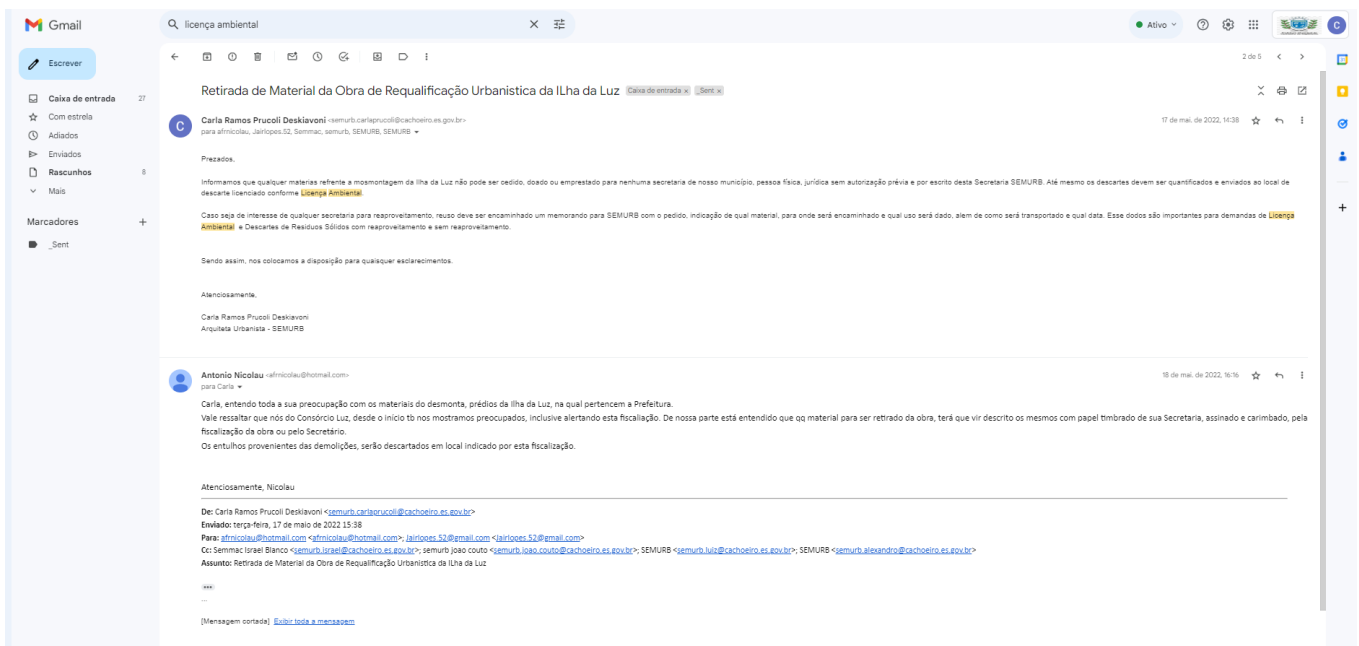 Gmail
licença ambiental
Ativo
C
Escrever
2 de 5
Caixa de entrada 27
Com estrela
Adiados
Enviados
Rascunhos 8
Mais
Marcadores
_Sent
Retirada de Material da Obra de Requalificação Urbanistica da ILha da Luz Caixa de entrada x _Sent x
C
Carla Ramos Prucoli Deskiavoni <semurb.carlaprucoli@cachoeiro.es.gov.br> 17 de mai. de 2022, 14:38
para afrnicolau, Jairlopes.52, Semmac, semurb, SEMURB, SEMURB
Prezados,
Informamos que qualquer materias refrente a mosmontagem da Ilha da Luz não pode ser cedido, doado ou emprestado para nenhuma secretaria de nosso município, pessoa física, jurídica sem autorização prévia e por escrito desta Secretaria SEMURB. Até mesmo os descartes devem ser quantificados e enviados ao local de
descarte licenciado conforme Licença Ambiental.
Caso seja de interesse de qualquer secretaria para reaproveitamento, reuso deve ser encaminhado um memorando para SEMURB com o pedido, indicação de qual material, para onde será encaminhado e qual uso será dado, alem de como será transportado e qual data. Esse dodos são importantes para demandas de Licença
Ambiental e Descartes de Residuos Sólidos com reaproveitamento e sem reaproveitamento.
Sendo assim, nos colocamos a disposição para quaisquer esclarecimentos.
Atenciosamente,
Carla Ramos Prucoli Deskiavoni
Arquiteta Urbanista - SEMURB
Antonio Nicolau <afrnicolau@hotmail.com> 18 de mai. de 2022, 16:16
para Carla
Carla, entendo toda a sua preocupação com os materiais do desmonta, prédios da Ilha da Luz, na qual pertencem a Prefeitura.
Vale ressaltar que nós do Consórcio Luz, desde o início tb nos mostramos preocupados, inclusive alertando esta fiscaliação. De nossa parte está entendido que qq material para ser retirado da obra, terá que vir descrito os mesmos com papel timbrado de sua Secretaria, assinado e carimbado, pela
fiscalização da obra ou pelo Secretário.
Os entulhos provenientes das demolições, serão descartados em local indicado por esta fiscalização.
Atenciosamente, Nicolau
De: Carla Ramos Prucoli Deskiavoni <semurb.carlaprucoli@cachoeiro.es.gov.br>
Enviado: terça-feira, 17 de maio de 2022 15:38
Para: afrnicolau@hotmail.com <afrnicolau@hotmail.com>; Jairlopes.52@gmail.com <Jairlopes.52@gmail.com>
Cc: Semmac Israel Blanco <semurb.israel@cachoeiro.es.gov.br>; semurb joao couto <semurb.joao.couto@cachoeiro.es.gov.br>; SEMURB <semurb.luiz@cachoeiro.es.gov.br>; SEMURB <semurb.alexandro@cachoeiro.es.gov.br>
Assunto: Retirada de Material da Obra de Requalificação Urbanistica da ILha da Luz
...
[Mensagem cortada] Exibir toda a mensagem